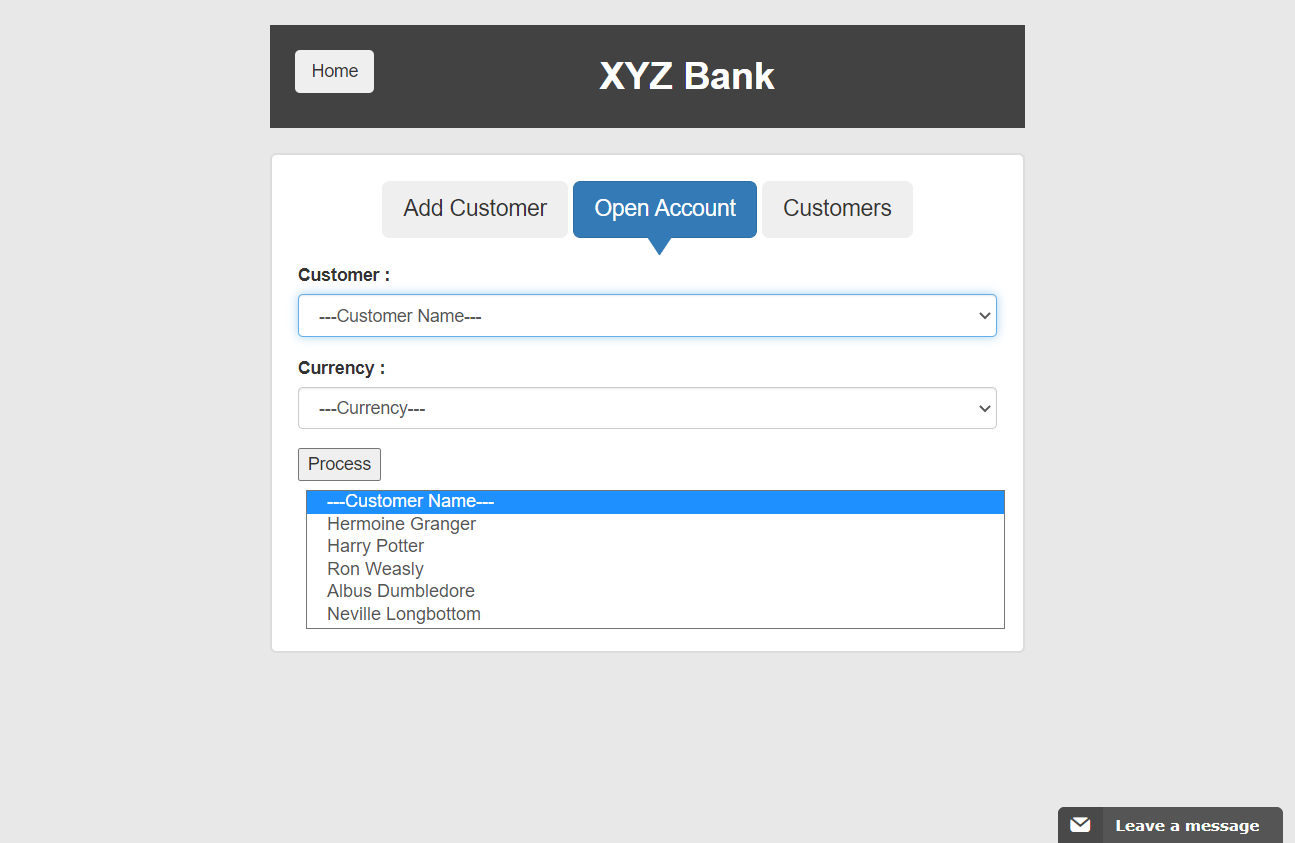 Home
XYZ Bank
Add Customer
Open Account
Customers
Customer :
---Customer Name---
Currency :
---Currency---
Process
---Customer Name---
Hermoine Granger
Harry Potter
Ron Weasly
Albus Dumbledore
Neville Longbottom
Leave a message